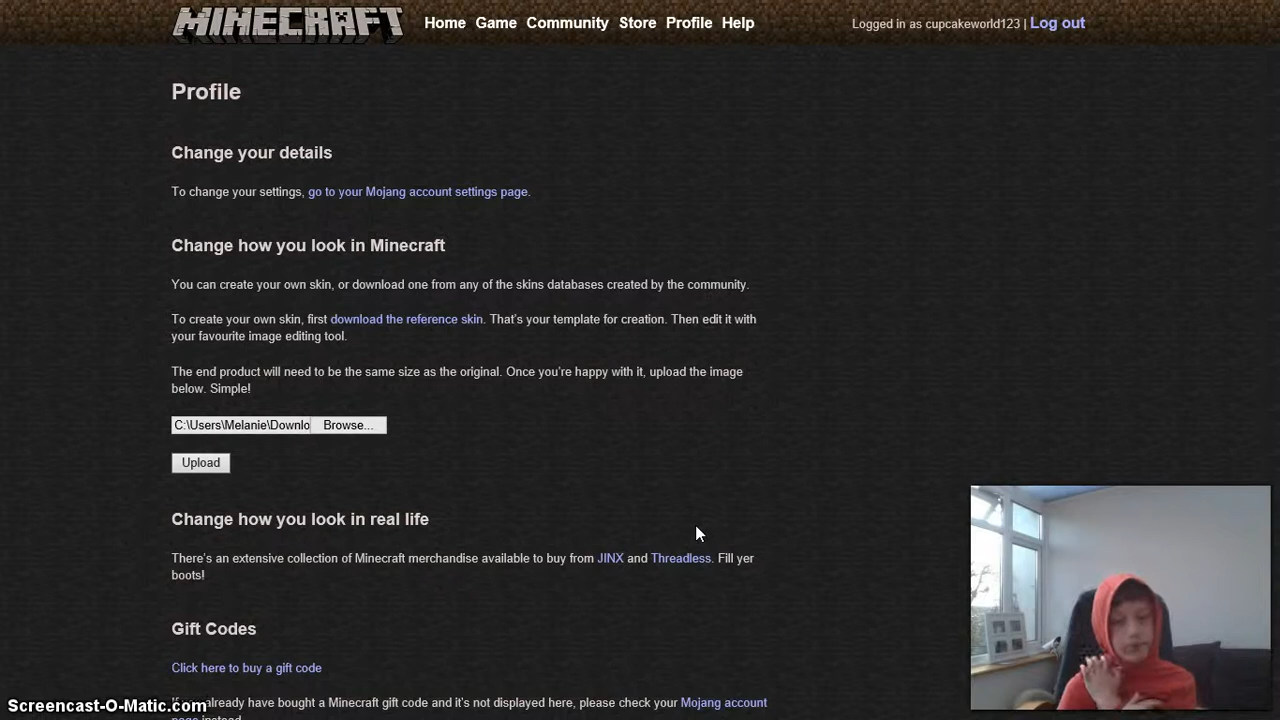 MINECRAFT Home Game Community Store Profile Help Logged in as cupcakeworld123 | Log out
Profile
Change your details
To change your settings, go to your Mojang account settings page.
Change how you look in Minecraft
You can create your own skin, or download one from any of the skins databases created by the community.
To create your own skin, first download the reference skin. That's your template for creation. Then edit it with
your favourite image editing tool.
The end product will need to be the same size as the original. Once you're happy with it, upload the image
below. Simple!
C:\Users\Melanie\Downlo Browse...
Upload
Change how you look in real life
There's an extensive collection of Minecraft merchandise available to buy from JINX and Threadless. Fill yer
boots!
Gift Codes
Click here to buy a gift code
already have bought a Minecraft gift code and it's not displayed here, please check your Mojang account
Screencast-O-Matic.com
instead